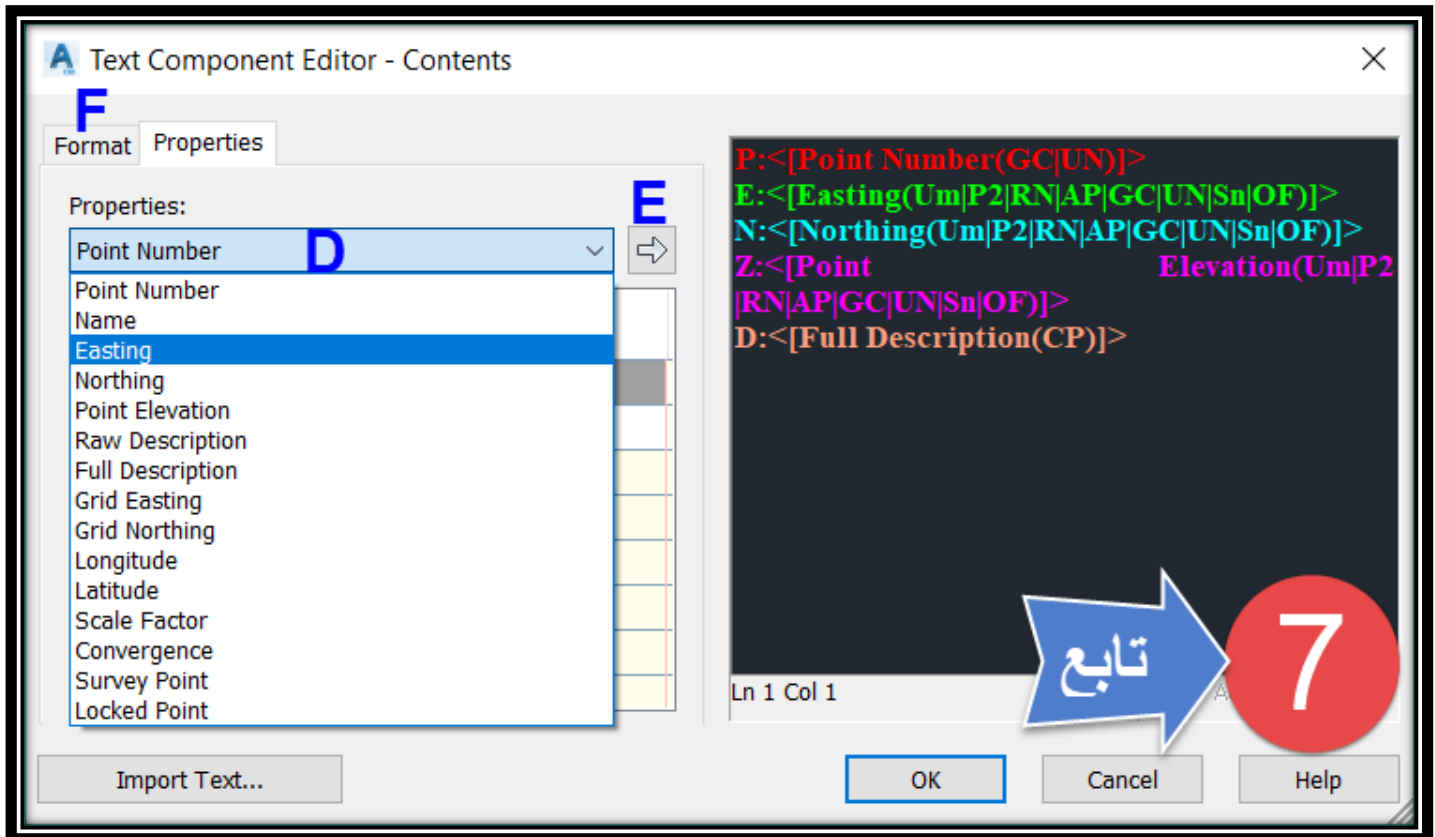 Text Component Editor - Contents
F
Format Properties
Properties:
E
Point Number D
Point Number
Name
Easting
Northing
Point Elevation
Raw Description
Full Description
Grid Easting
Grid Northing
Longitude
Latitude
Scale Factor
Convergence
Survey Point
Locked Point
P:<[Point Number(GC|UN)]>
E:<[Easting(Um|P2|RN|AP|GC|UN|Sn|OF)]>
N:<[Northing(Um|P2|RN|AP|GC|UN|Sn|OF)]>
Z:<[Point Elevation(Um|P2
|RN|AP|GC|UN|Sn|OF)]>
D:<[Full Description(CP)]>
تابع
7
Ln 1 Col 1
Import Text...
OK
Cancel
Help